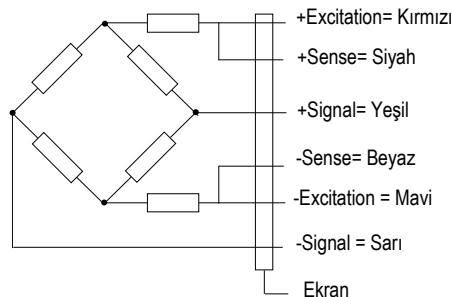 +Excitation= Kırmızı
+Sense= Siyah
+Signal= Yeşil
-Sense= Beyaz
-Excitation = Mavi
-Signal = Sarı
Ekran